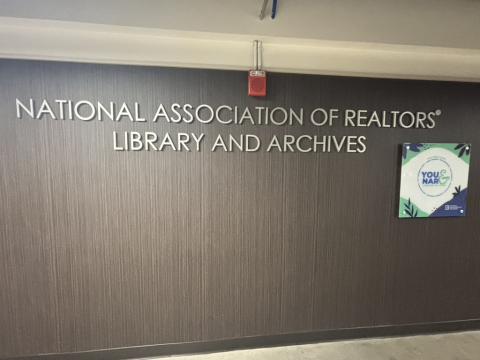 NATIONAL ASSOCIATION OF REALTORS®
LIBRARY AND ARCHIVES
YOU &
NAR